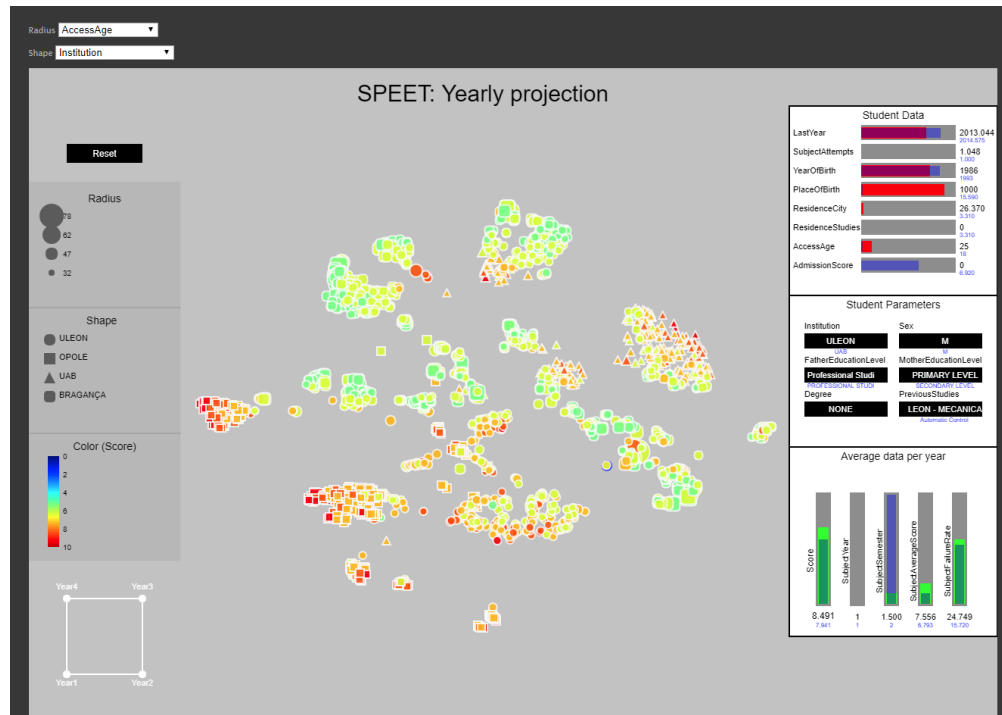 Radius AccessAge
Shape Institution
SPEET: Yearly projection
Reset
Radius
78
62
47
32
Shape
ULEON
OPOLE
UAB
BRAGANÇA
Color (Score)
0
2
4
6
8
10
Year4 Year3
Year1 Year2
Student Data
LastYear 2013.044
2014.575
SubjectAttempts 1.048
1.000
YearOfBirth 1986
1993
PlaceOfBirth 1000
15.590
ResidenceCity 26.370
3.310
ResidenceStudies 0
3.310
AccessAge 25
18
AdmissionScore 0
6.920
Student Parameters
Institution Sex
ULEON M
UAB M
FatherEducationLevel MotherEducationLevel
Professional Studi PRIMARY LEVEL
PROFESSIONAL STUDI SECONDARY LEVEL
Degree PreviousStudies
NONE LEON - MECANICA
Automatic Control
Average data per year
Score SubjectYear SubjectSemester SubjectAverageScore SubjectFailureRate
8.491 1 1.500 7.556 24.749
7.941 1 2 6.793 15.720